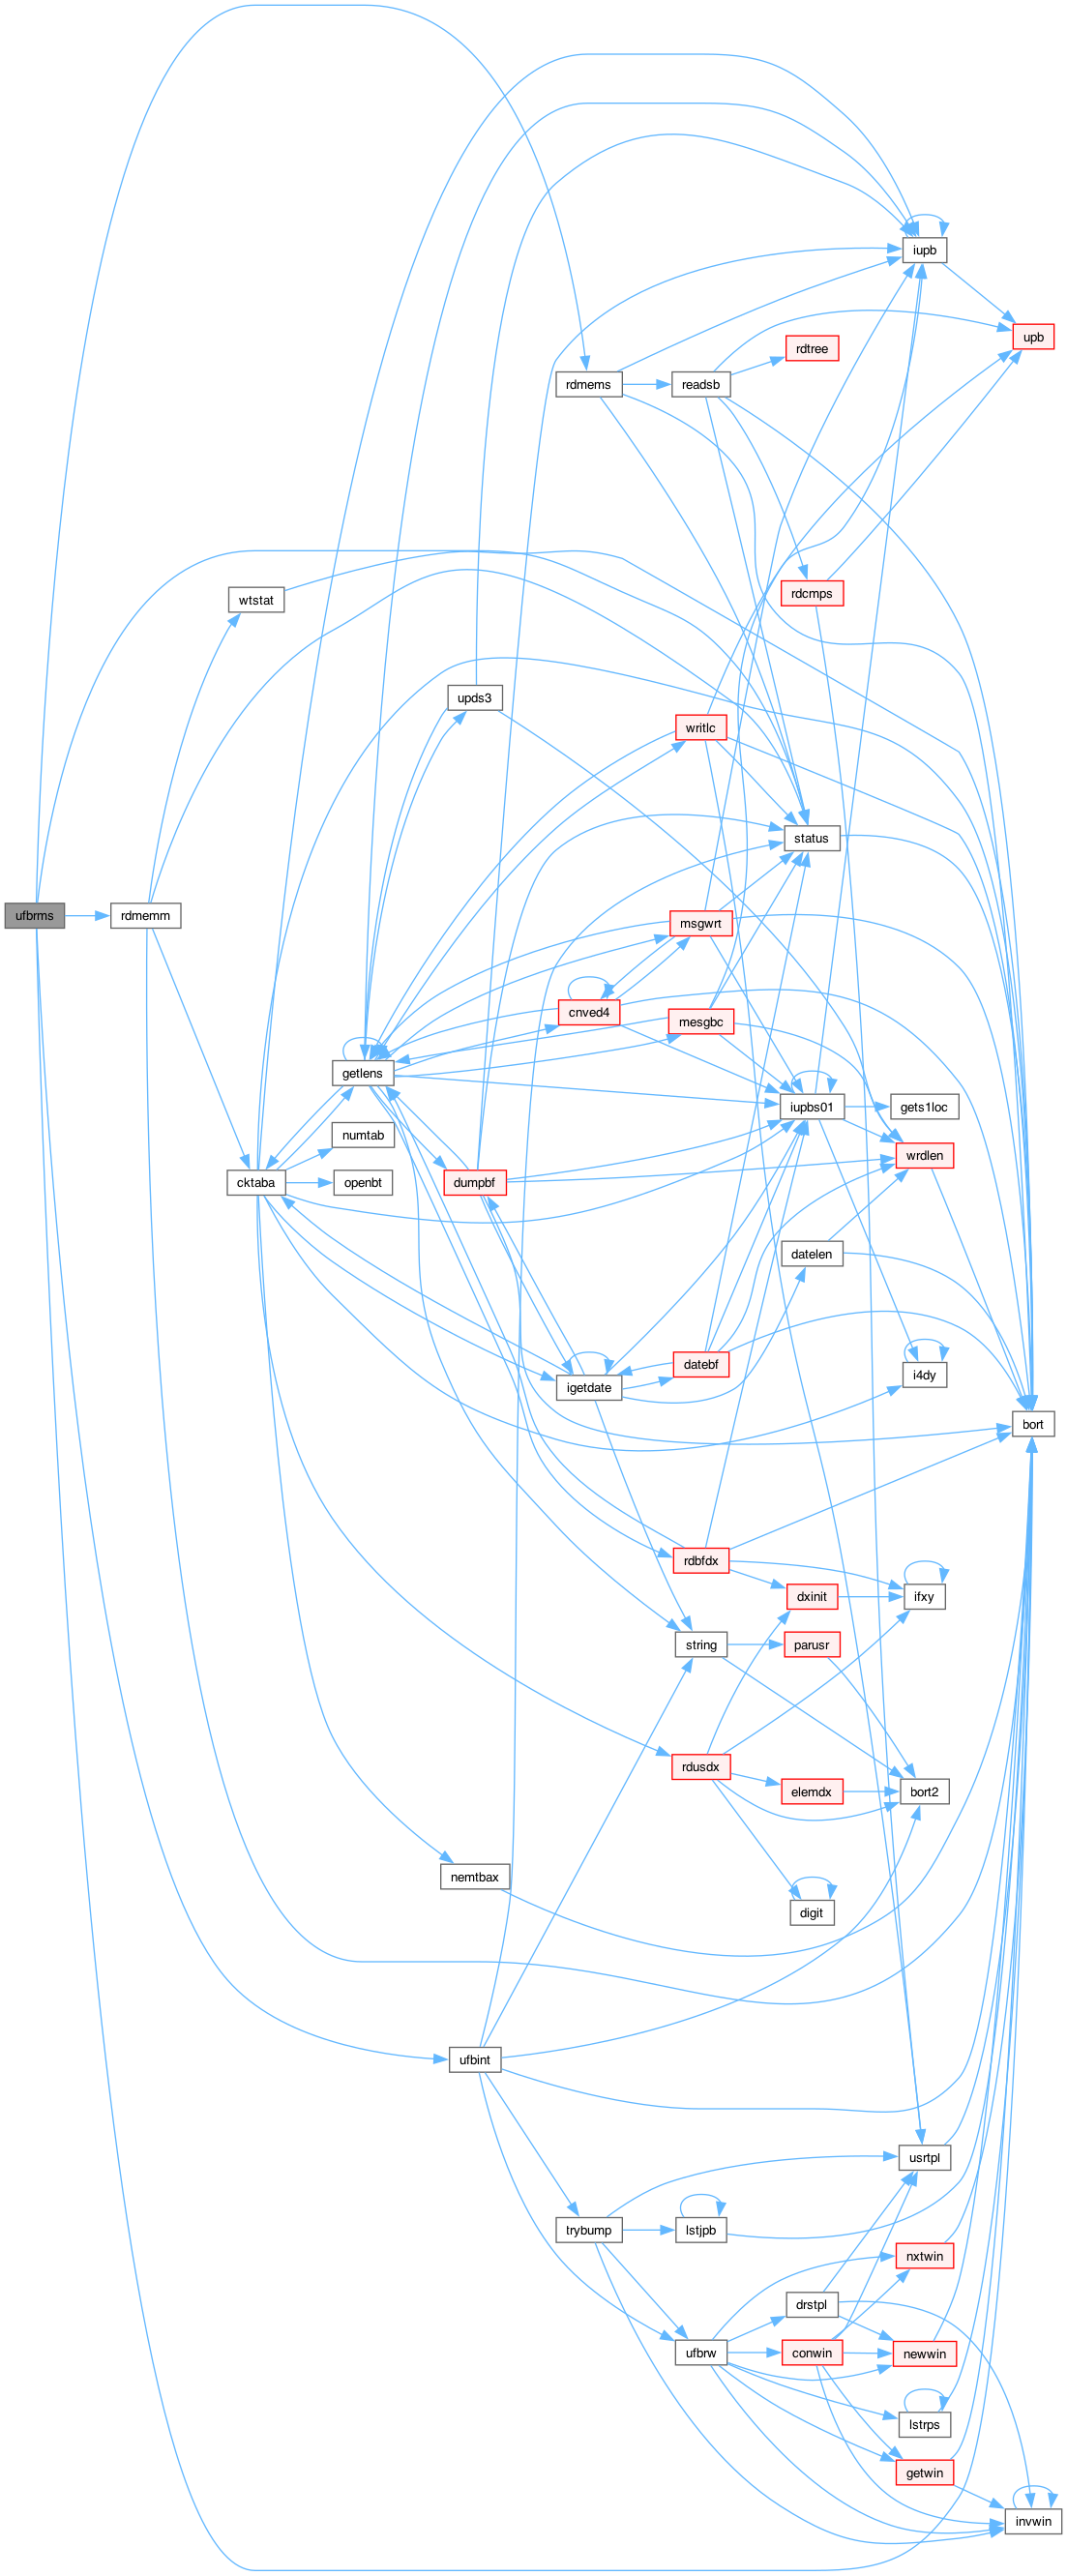 iupb
upb
rdtree
rdmems
readsb
rdcmps
wtstat
upds3
writlc
status
ufbrms
rdmemm
msgwrt
cnved4
mesgbc
getlens
iupbs01
gets1loc
numtab
wrdlen
cktaba
openbt
dumpbf
datelen
datebf
i4dy
igetdate
bort
rdbfdx
dxinit
ifxy
string
parusr
rdusdx
elemdx
bort2
nemtbax
digit
ufbint
usrtpl
trybump
lstjpb
nxtwin
drstpl
ufbrw
conwin
newwin
lstrps
getwin
invwin